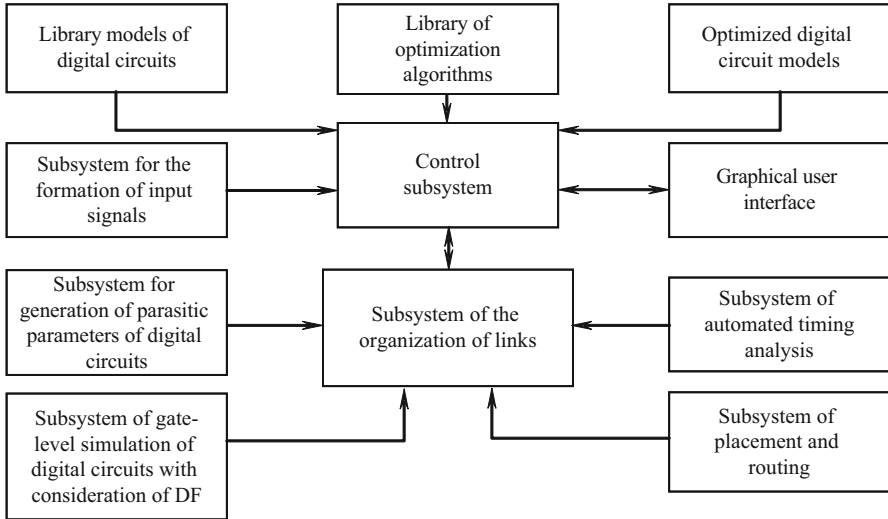 Library models of
digital circuits
Library of
optimization
algorithms
Optimized digital
circuit models
Subsystem for the
formation of input
signals
Control
subsystem
Graphical user
interface
Subsystem for
generation of parasitic
parameters of digital
circuits
Subsystem of the
organization of links
Subsystem of
automated timing
analysis
Subsystem of gate-
level simulation of
digital circuits with
consideration of DF
Subsystem of
placement and
routing